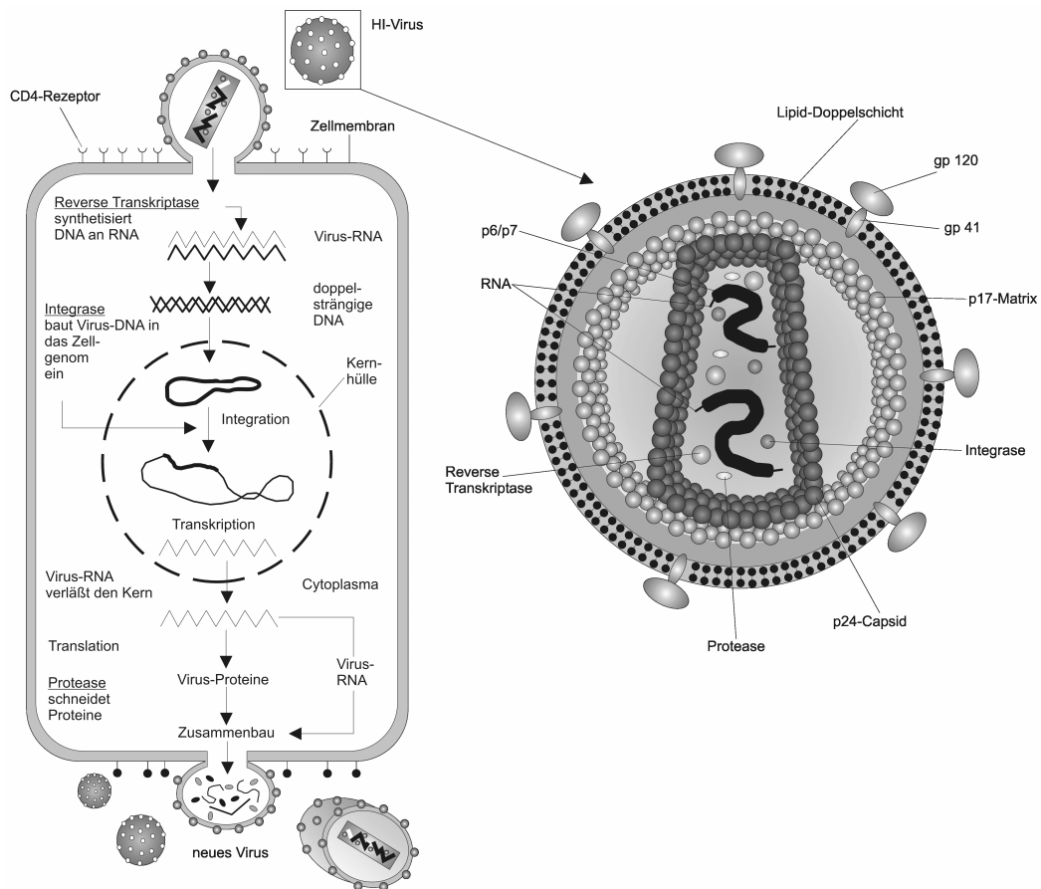 HI-Virus
CD4-Rezeptor
Zellmembran
Reverse Transkriptase
synthetisiert
DNA an RNA
Virus-RNA
Integrase
baut Virus-DNA in
das Zell-
genom
ein
doppel-
strängige
DNA
Kern-
hülle
Integration
Transkription
Virus-RNA
verläßt den Kern
Cytoplasma
Translation
Virus-
RNA
Protease
schneidet
Proteine
Virus-Proteine
Zusammenbau
neues Virus
Lipid-Doppelschicht
gp 120
gp 41
p6/p7
RNA
p17-Matrix
Reverse
Transkriptase
Integrase
p24-Capsid
Protease